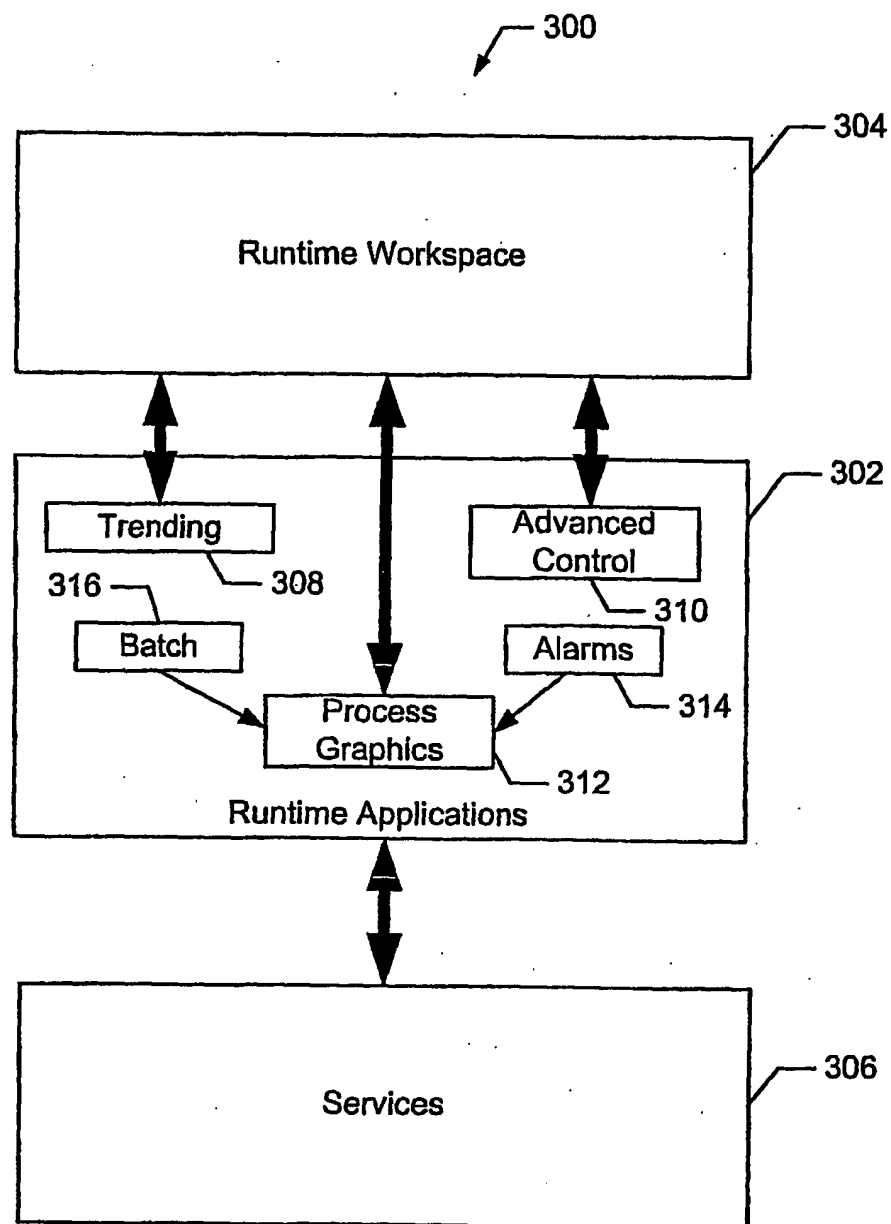 300
304
Runtime Workspace
302
Trending
Advanced
Control
308
316
310
Batch
Alarms
314
Process
Graphics
312
Runtime Applications
306
Services